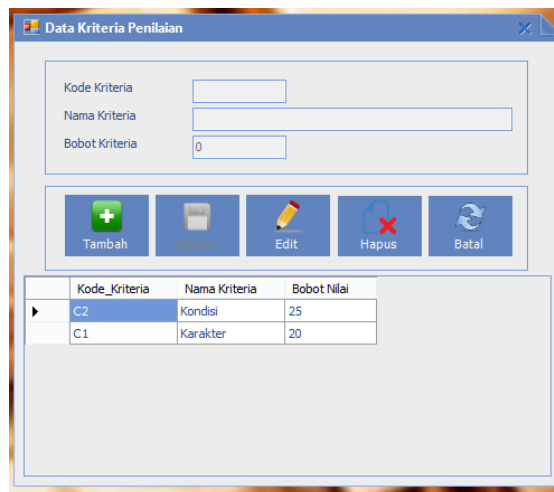 Data Kriteria Penilaian
Kode Kriteria
Nama Kriteria
Bobot Kriteria
0
Tambah Simpan Edit Hapus Batal
Kode_Kriteria Nama Kriteria Bobot Nilai
C2 Kondisi 25
C1 Karakter 20